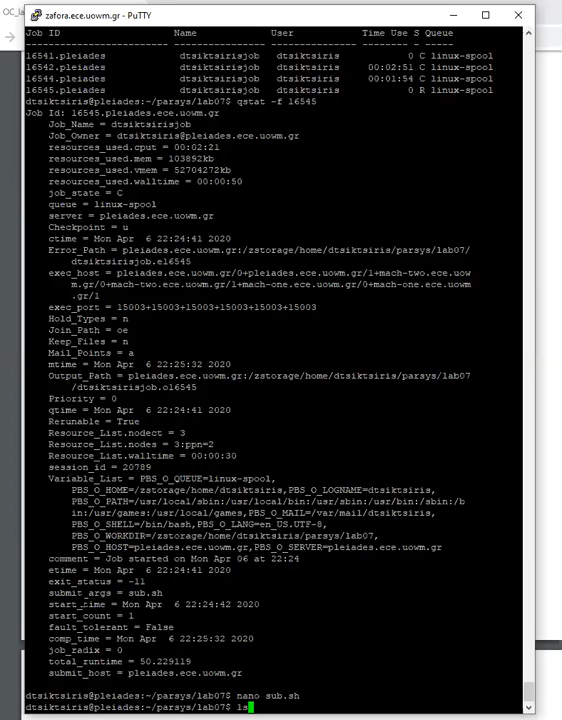 OC_la
zafora.ece.uowm.gr - PuTTY
Job ID Name User Time Use S Queue
------------------------- ---------------- --------------- -------- - -----
16541.pleiades dtsiktsirisjob dtsiktsiris 0 C linux-spool
16542.pleiades dtsiktsirisjob dtsiktsiris 00:02:51 C linux-spool
16544.pleiades dtsiktsirisjob dtsiktsiris 00:01:54 C linux-spool
16545.pleiades dtsiktsirisjob dtsiktsiris 0 R linux-spool
dtsiktsiris@pleiades:~/parsys/lab07$ qstat -f 16545
Job Id: 16545.pleiades.ece.uowm.gr
Job_Name = dtsiktsirisjob
Job_Owner = dtsiktsiris@pleiades.ece.uowm.gr
resources_used.cput = 00:02:21
resources_used.mem = 103892kb
resources_used.vmem = 52704272kb
resources_used.walltime = 00:00:50
job_state = C
queue = linux-spool
server = pleiades.ece.uowm.gr
Checkpoint = u
ctime = Mon Apr 6 22:24:41 2020
Error_Path = pleiades.ece.uowm.gr:/zstorage/home/dtsiktsiris/parsys/lab07/
dtsiktsirisjob.e16545
exec_host = pleiades.ece.uowm.gr/0+pleiades.ece.uowm.gr/1+mach-two.ece.uow
m.gr/0+mach-two.ece.uowm.gr/1+mach-one.ece.uowm.gr/0+mach-one.ece.uowm
.gr/1
exec_port = 15003+15003+15003+15003+15003+15003
Hold_Types = n
Join_Path = oe
Keep_Files = n
Mail_Points = a
mtime = Mon Apr 6 22:25:32 2020
Output_Path = pleiades.ece.uowm.gr:/zstorage/home/dtsiktsiris/parsys/lab07
/dtsiktsirisjob.o16545
Priority = 0
qtime = Mon Apr 6 22:24:41 2020
Rerunable = True
Resource_List.nodect = 3
Resource_List.nodes = 3:ppn=2
Resource_List.walltime = 00:00:30
session_id = 20789
Variable_List = PBS_O_QUEUE=linux-spool,
PBS_O_HOME=/zstorage/home/dtsiktsiris,PBS_O_LOGNAME=dtsiktsiris,
PBS_O_PATH=/usr/local/sbin:/usr/local/bin:/usr/sbin:/usr/bin:/sbin:/b
in:/usr/games:/usr/local/games,PBS_O_MAIL=/var/mail/dtsiktsiris,
PBS_O_SHELL=/bin/bash,PBS_O_LANG=en_US.UTF-8,
PBS_O_WORKDIR=/zstorage/home/dtsiktsiris/parsys/lab07,
PBS_O_HOST=pleiades.ece.uowm.gr,PBS_O_SERVER=pleiades.ece.uowm.gr
comment = Job started on Mon Apr 06 at 22:24
etime = Mon Apr 6 22:24:41 2020
exit_status = -11
submit_args = sub.sh
start_time = Mon Apr 6 22:24:42 2020
start_count = 1
fault_tolerant = False
comp_time = Mon Apr 6 22:25:32 2020
job_radix = 0
total_runtime = 50.229119
submit_host = pleiades.ece.uowm.gr
dtsiktsiris@pleiades:~/parsys/lab07$ nano sub.sh
dtsiktsiris@pleiades:~/parsys/lab07$ ls